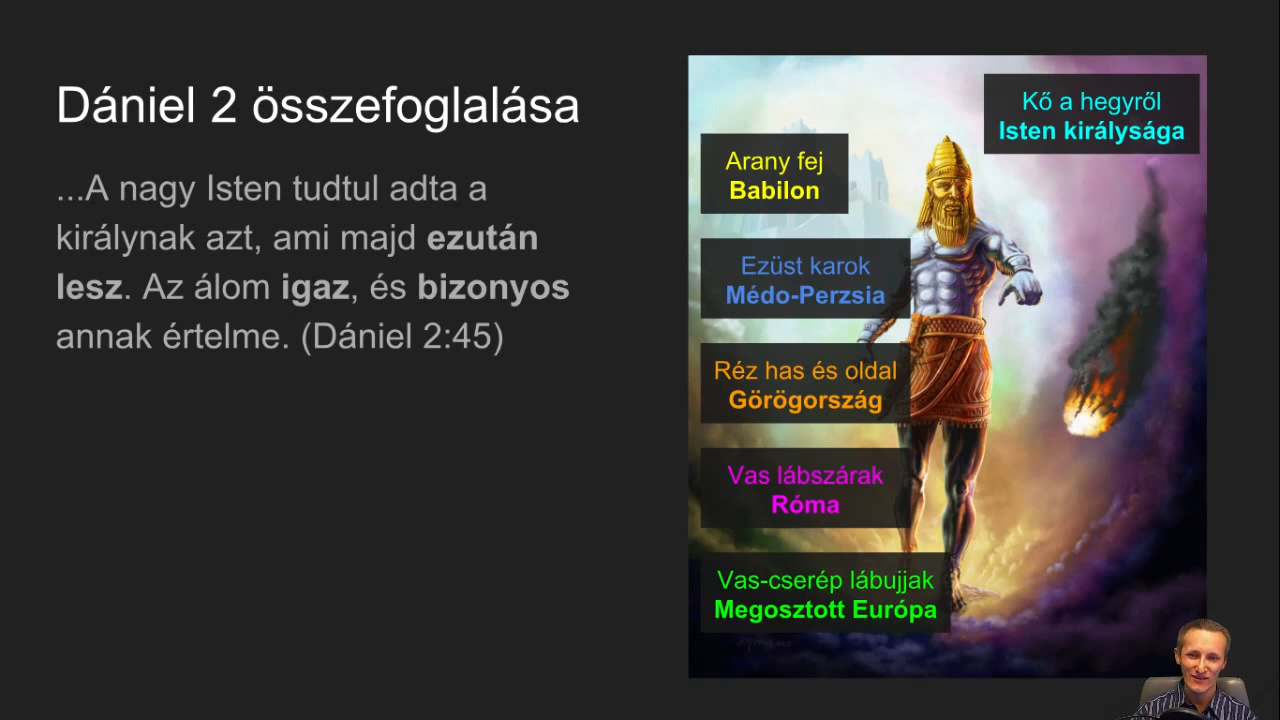 Dániel 2 összefoglalása
...A nagy Isten tudtul adta a
királynak azt, ami majd ezután
lesz. Az álom igaz, és bizonyos
annak értelme. (Dániel 2:45)
Kő a hegyről
Isten királysága
Arany fej
Babilon
Ezüst karok
Médo-Perzsia
Réz has és oldal
Görögország
Vas lábszárak
Róma
Vas-cserép lábujjak
Megosztott Európa